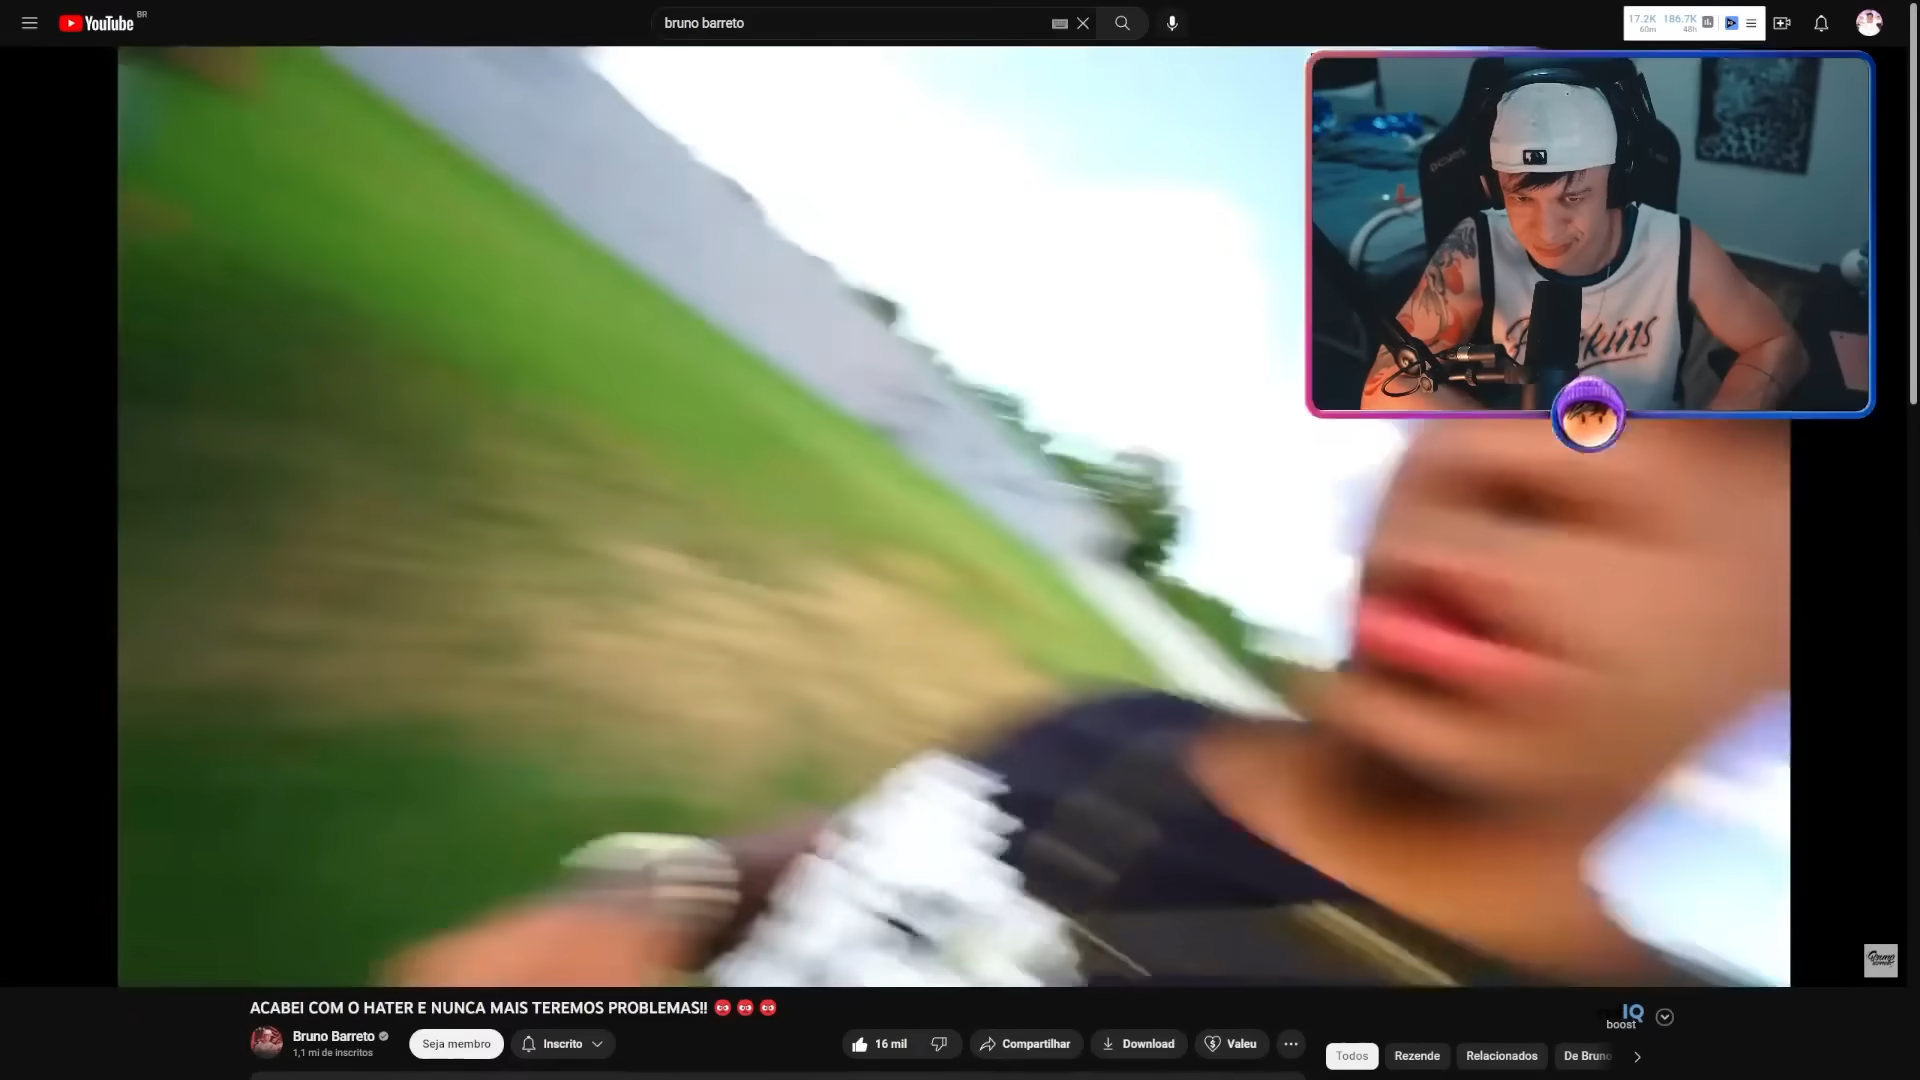 YouTube BR
bruno barreto
17.2K 186.7K
60m 48h
ACABEI COM O HATER E NUNCA MAIS TEREMOS PROBLEMAS!!
Bruno Barreto
1,1 mi de inscritos
Seja membro
Inscrito
16 mil
Compartilhar
Download
Valeu
IQ
boost
Todos
Rezende
Relacionados
De Bruno